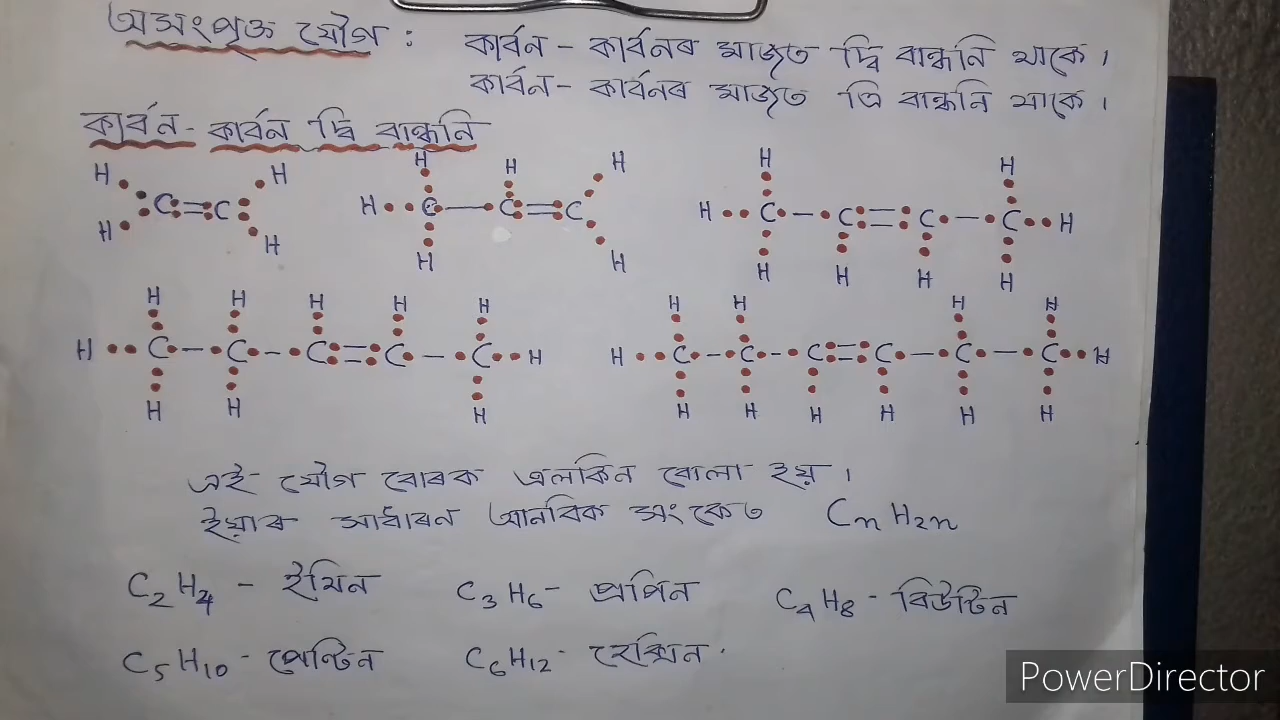 অসংপৃক্ত যৌগ : কাৰ্বন - কাৰ্বনৰ মাজত দ্বি বান্ধনি থাকে ।
কাৰ্বন - কাৰ্বনৰ মাজত ত্ৰি বান্ধনি থাকে ।
কাৰ্বন - কাৰ্বন দ্বি বান্ধনি
H H H H H H H
C = C H C — C = C H C — C = C — C H
H H H H H H H H
H H H H H H H H H
H C — C — C = C — C H H C — C — C = C — C — C H
H H H H H H H H H
এই যৌগ বোৰক এলকিন বোলা হয় ।
ইয়াৰ সাধাৰন আনবিক সংকেত CnH2n
C2H4 - ইথিন C3H6 - প্ৰপিন C4H8 - বিউটিন
C5H10 - পেন্টিন C6H12 - হেক্সিন
PowerDirector